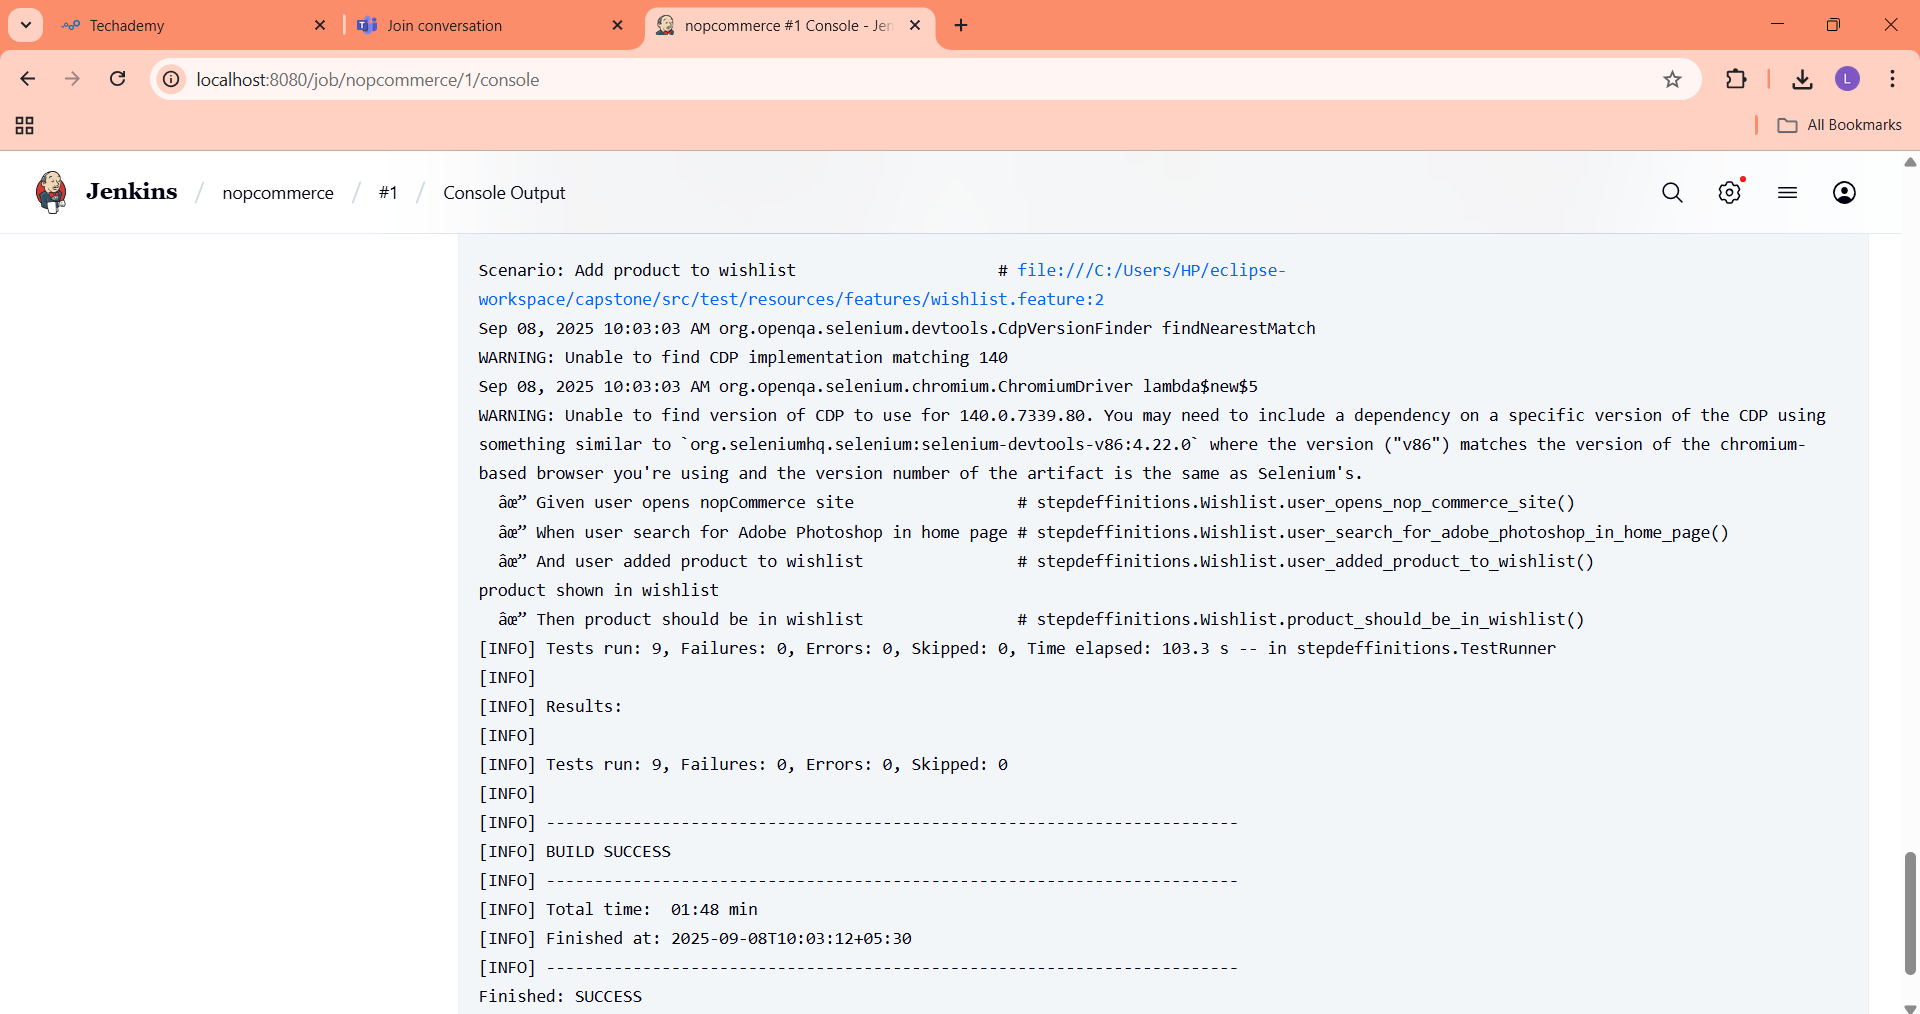 Techademy
Join conversation
nopcommerce #1 Console - Jen
localhost:8080/job/nopcommerce/1/console
L
All Bookmarks
Jenkins / nopcommerce / #1 / Console Output
Scenario: Add product to wishlist # file:///C:/Users/HP/eclipse-
workspace/capstone/src/test/resources/features/wishlist.feature:2
Sep 08, 2025 10:03:03 AM org.openqa.selenium.devtools.CdpVersionFinder findNearestMatch
WARNING: Unable to find CDP implementation matching 140
Sep 08, 2025 10:03:03 AM org.openqa.selenium.chromium.ChromiumDriver lambda$new$5
WARNING: Unable to find version of CDP to use for 140.0.7339.80. You may need to include a dependency on a specific version of the CDP using
something similar to `org.seleniumhq.selenium:selenium-devtools-v86:4.22.0` where the version ("v86") matches the version of the chromium-
based browser you're using and the version number of the artifact is the same as Selenium's.
âœ” Given user opens nopCommerce site # stepdeffinitions.Wishlist.user_opens_nop_commerce_site()
âœ” When user search for Adobe Photoshop in home page # stepdeffinitions.Wishlist.user_search_for_adobe_photoshop_in_home_page()
âœ” And user added product to wishlist # stepdeffinitions.Wishlist.user_added_product_to_wishlist()
product shown in wishlist
âœ” Then product should be in wishlist # stepdeffinitions.Wishlist.product_should_be_in_wishlist()
[INFO] Tests run: 9, Failures: 0, Errors: 0, Skipped: 0, Time elapsed: 103.3 s -- in stepdeffinitions.TestRunner
[INFO]
[INFO] Results:
[INFO]
[INFO] Tests run: 9, Failures: 0, Errors: 0, Skipped: 0
[INFO]
[INFO] ------------------------------------------------------------------------
[INFO] BUILD SUCCESS
[INFO] ------------------------------------------------------------------------
[INFO] Total time:  01:48 min
[INFO] Finished at: 2025-09-08T10:03:12+05:30
[INFO] ------------------------------------------------------------------------
Finished: SUCCESS